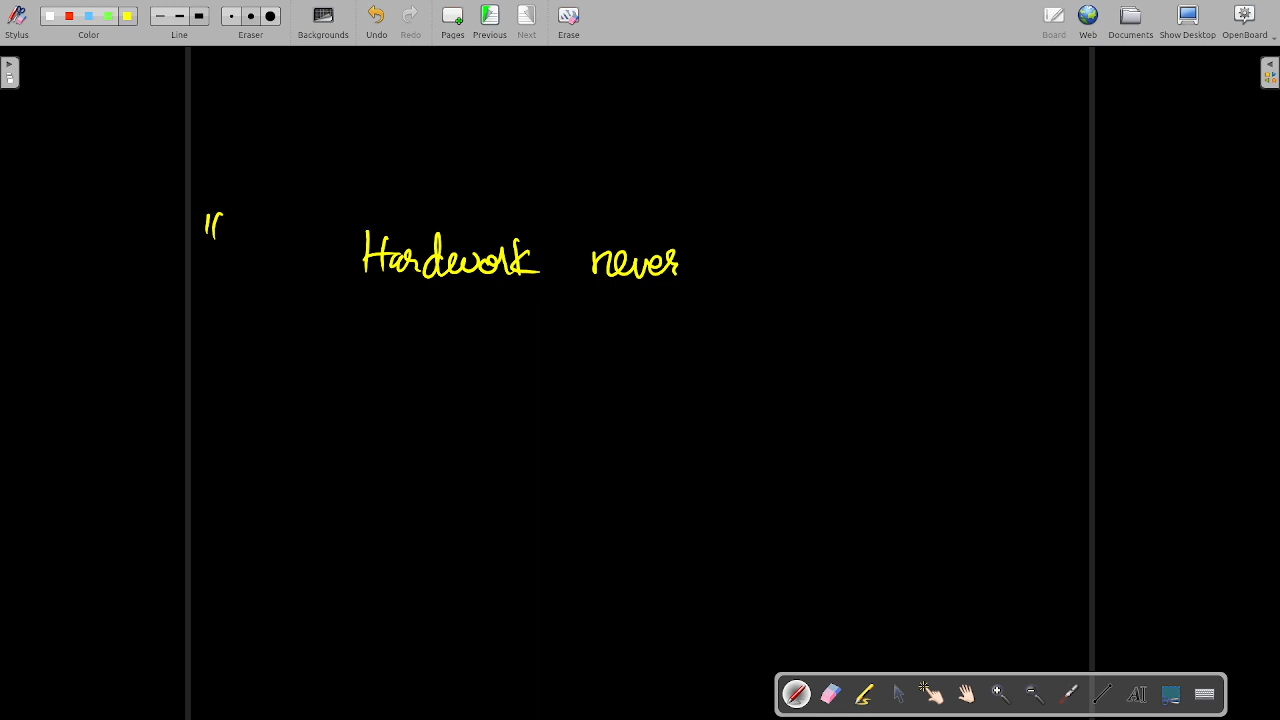 Stylus Color Line Eraser Backgrounds Undo Redo Pages Previous Next Erase Board Web Documents Show Desktop OpenBoard
" Hardwork never
AI